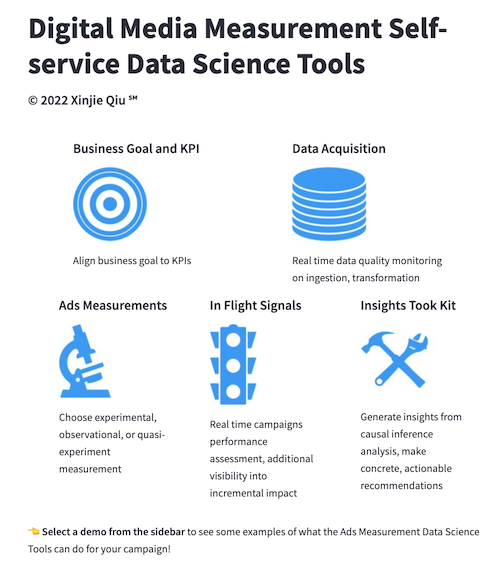 Digital Media Measurement Self-
service Data Science Tools
© 2022 Xinjie Qiu ℠
Business Goal and KPI
Align business goal to KPIs
Data Acquisition
Real time data quality monitoring
on ingestion, transformation
Ads Measurements
Choose experimental,
observational, or quasi-
experiment
measurement
In Flight Signals
Real time campaigns
performance
assessment, additional
visibility into
incremental impact
Insights Took Kit
Generate insights from
causal inference
analysis, make
concrete, actionable
recommendations
👈 Select a demo from the sidebar to see some examples of what the Ads Measurement Data Science
Tools can do for your campaign!